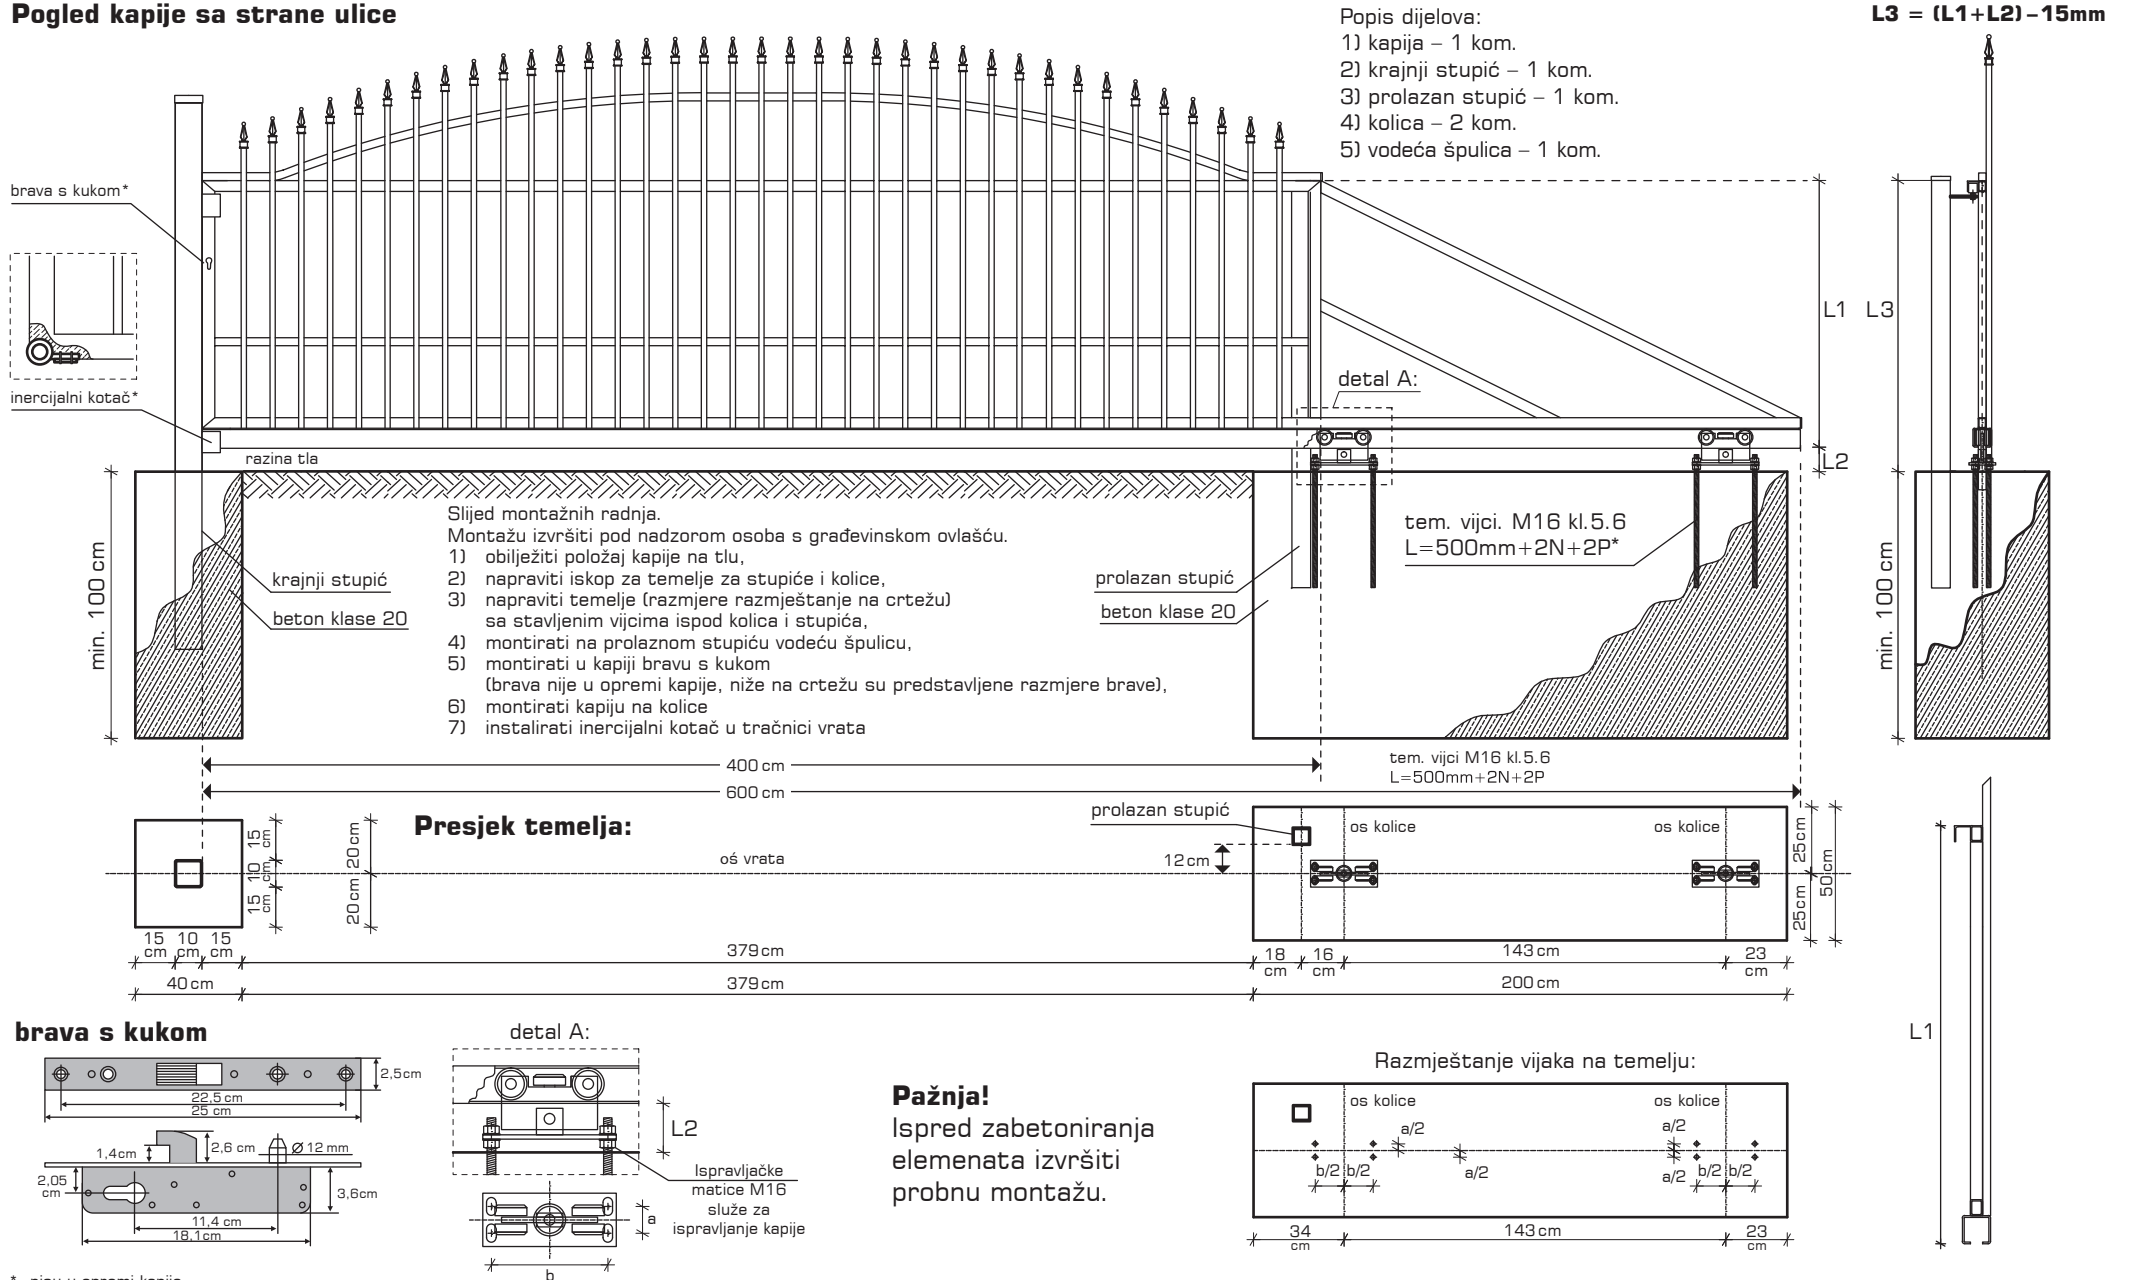 Pogled kapije sa strane ulice
Popis dijelova:
1) kapija – 1 kom.
2) krajnji stupić – 1 kom.
3) prolazan stupić – 1 kom.
4) kolica – 2 kom.
5) vodeća špulica – 1 kom.
L3 = (L1+L2)–15mm
brava s kukom*
inercijalni kotač*
L1
L3
detal A:
razina tla
L2
min. 100 cm
krajnji stupić
beton klase 20
Slijed montažnih radnja.
Montažu izvršiti pod nadzorom osoba s građevinskom ovlašću.
1) obilježiti položaj kapije na tlu,
2) napraviti iskop za temelje za stupiće i kolice,
3) napraviti temelje (razmjere razmještanje na crtežu)
sa stavljenim vijcima ispod kolica i stupića,
4) montirati na prolaznom stupiću vodeću špulicu,
5) montirati u kapiji bravu s kukom
(brava nije u opremi kapije, niže na crtežu su predstavljene razmjere brave),
6) montirati kapiju na kolice
7) instalirati inercijalni kotač u tračnici vrata
prolazan stupić
beton klase 20
tem. vijci. M16 kl.5.6
L=500mm+2N+2P*
min. 100 cm
400 cm
600 cm
tem. vijci M16 kl.5.6
L=500mm+2N+2P
Presjek temelja:
15 cm
10 cm
15 cm
20 cm
20 cm
oś vrata
prolazan stupić
12 cm
os kolice
os kolice
25 cm
25 cm
50 cm
15 cm
10 cm
15 cm
379 cm
18 cm
16 cm
143 cm
23 cm
40 cm
379 cm
200 cm
brava s kukom
2,5cm
22,5 cm
25 cm
1,4cm
2,6 cm
Ø 12 mm
2,05 cm
3,6cm
11,4 cm
18,1cm
detal A:
L2
Ispravljačke
matice M16
služe za
ispravljanje kapije
a
b
Pažnja!
Ispred zabetoniranja
elemenata izvršiti
probnu montažu.
Razmještanje vijaka na temelju:
os kolice
os kolice
a/2
a/2
a/2
a/2
b/2
b/2
b/2
b/2
34 cm
143 cm
23 cm
L1
* - nisu u opremi kapije